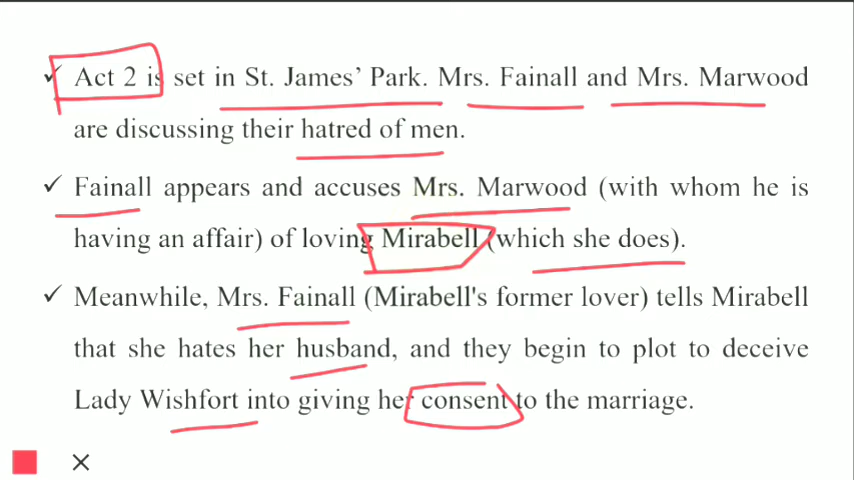 ✓ Act 2 is set in St. James’ Park. Mrs. Fainall and Mrs. Marwood
are discussing their hatred of men.
✓ Fainall appears and accuses Mrs. Marwood (with whom he is
having an affair) of loving Mirabell (which she does).
✓ Meanwhile, Mrs. Fainall (Mirabell's former lover) tells Mirabell
that she hates her husband, and they begin to plot to deceive
Lady Wishfort into giving her consent to the marriage.